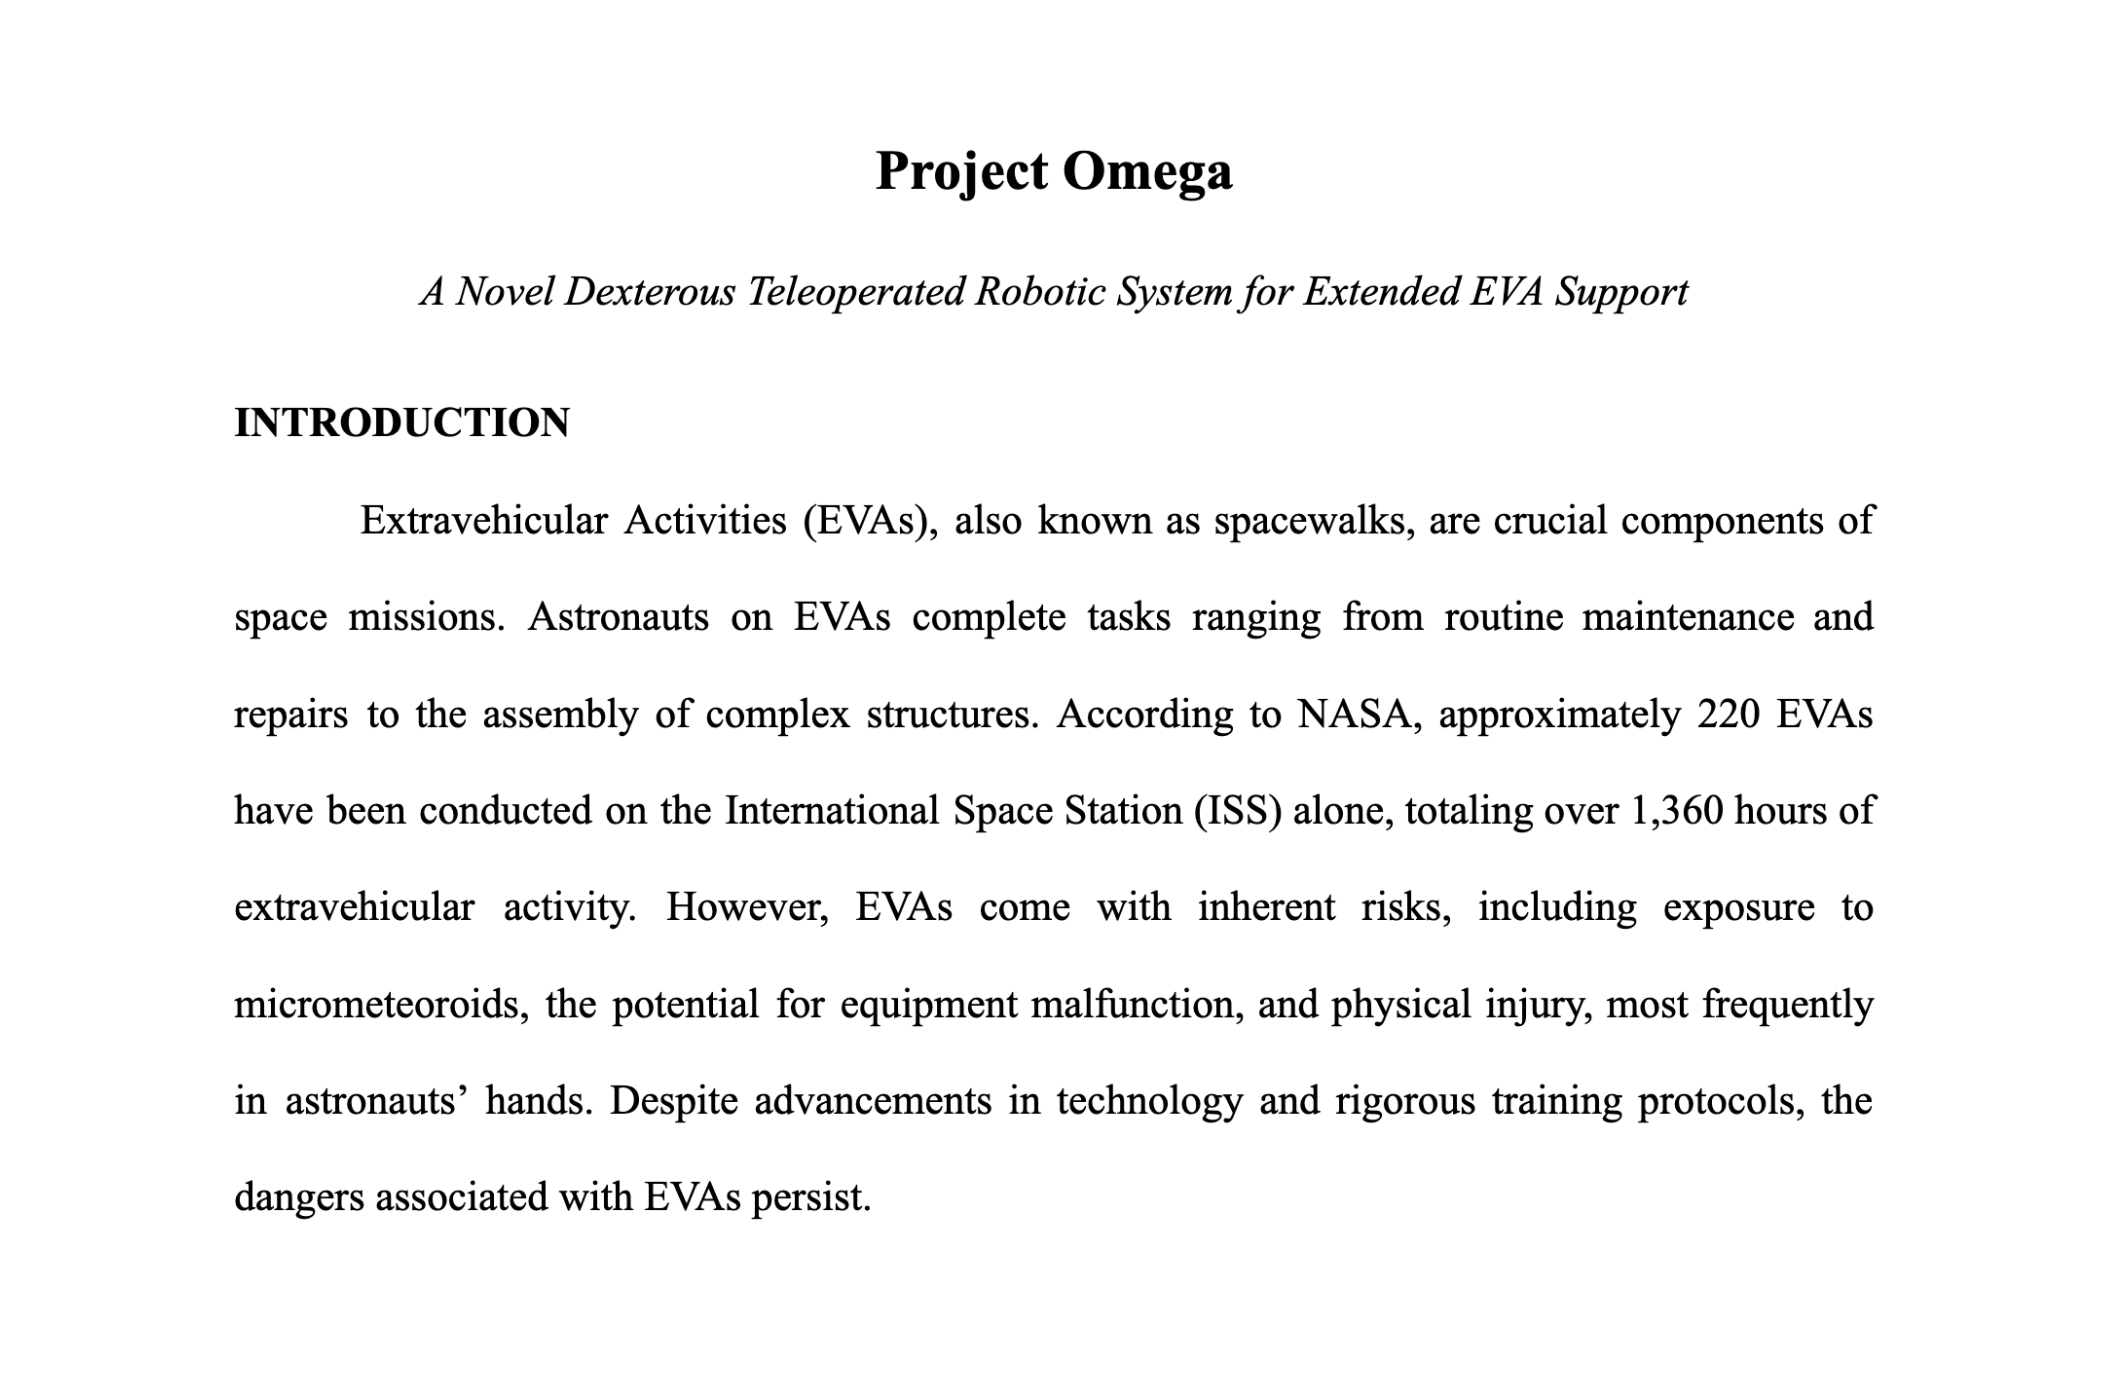 Project Omega
A Novel Dexterous Teleoperated Robotic System for Extended EVA Support
INTRODUCTION
Extravehicular Activities (EVAs), also known as spacewalks, are crucial components of
space missions. Astronauts on EVAs complete tasks ranging from routine maintenance and
repairs to the assembly of complex structures. According to NASA, approximately 220 EVAs
have been conducted on the International Space Station (ISS) alone, totaling over 1,360 hours of
extravehicular activity. However, EVAs come with inherent risks, including exposure to
micrometeoroids, the potential for equipment malfunction, and physical injury, most frequently
in astronauts’ hands. Despite advancements in technology and rigorous training protocols, the
dangers associated with EVAs persist.